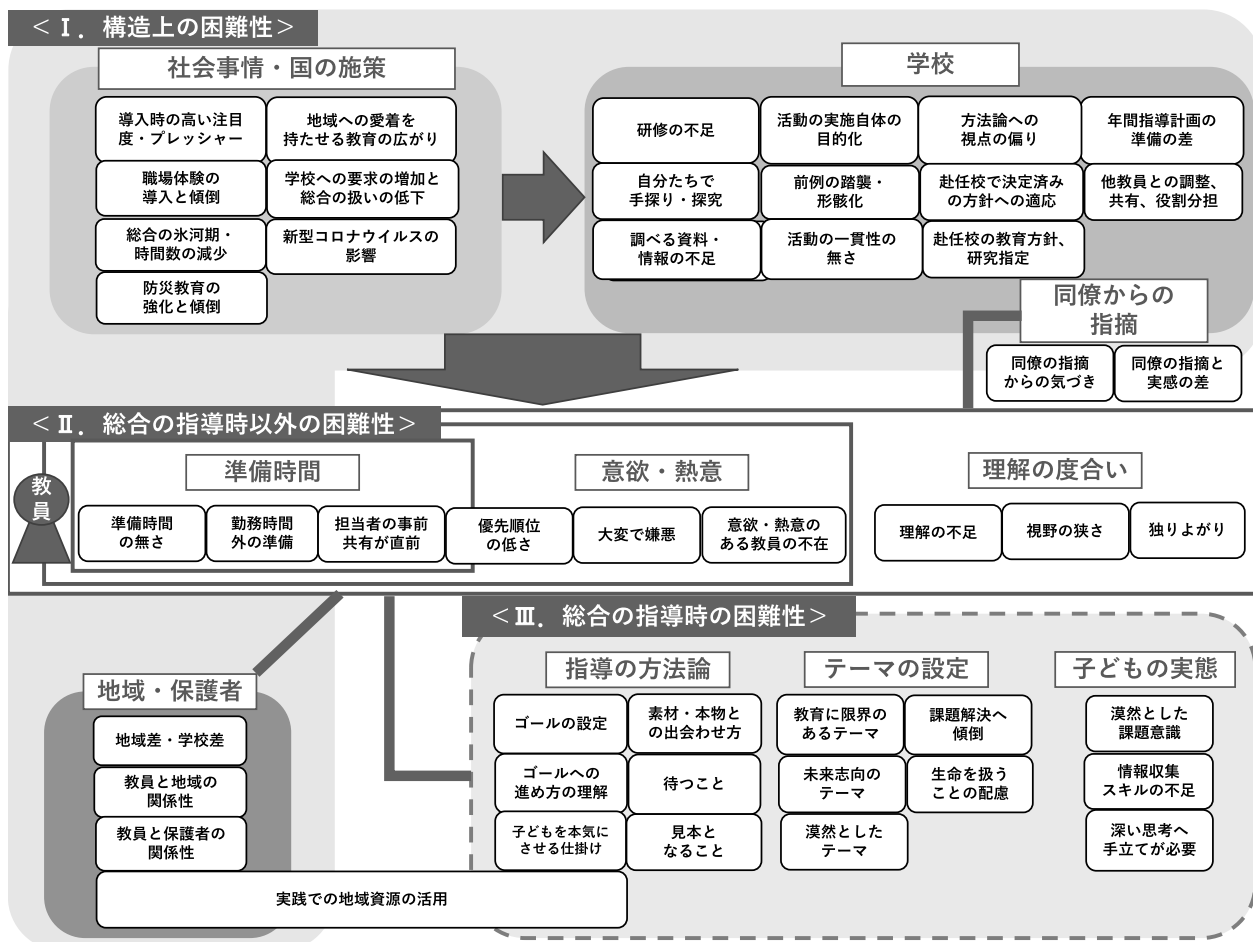 ＜Ⅰ．構造上の困難性＞
社会事情・国の施策
導入時の高い注目
度・プレッシャー
地域への愛着を
持たせる教育の広がり
職場体験の
導入と傾倒
学校への要求の増加と
総合の扱いの低下
総合の氷河期・
時間数の減少
新型コロナウイルスの
影響
防災教育の
強化と傾倒
学校
研修の不足
活動の実施自体の
目的化
方法論への
視点の偏り
年間指導計画の
準備の差
自分たちで
手探り・探究
前例の踏襲・
形骸化
赴任校で決定済み
の方針への適応
他教員との調整、
共有、役割分担
調べる資料・
情報の不足
活動の一貫性の
無さ
赴任校の教育方針、
研究指定
同僚からの
指摘
同僚の指摘
からの気づき
同僚の指摘と
実感の差
＜Ⅱ．総合の指導時以外の困難性＞
教
員
準備時間
準備時間
の無さ
勤務時間
外の準備
担当者の事前
共有が直前
意欲・熱意
優先順位
の低さ
大変で嫌悪
意欲・熱意の
ある教員の不在
理解の度合い
理解の不足
視野の狭さ
独りよがり
＜Ⅲ．総合の指導時の困難性＞
地域・保護者
地域差・学校差
教員と地域の
関係性
教員と保護者の
関係性
実践での地域資源の活用
指導の方法論
ゴールの設定
素材・本物と
の出会わせ方
ゴールへの
進め方の理解
待つこと
子どもを本気に
させる仕掛け
見本と
なること
テーマの設定
教育に限界の
あるテーマ
課題解決へ
傾倒
未来志向の
テーマ
生命を扱う
ことの配慮
漠然とした
テーマ
子どもの実態
漠然とした
課題意識
情報収集
スキルの不足
深い思考へ
手立てが必要